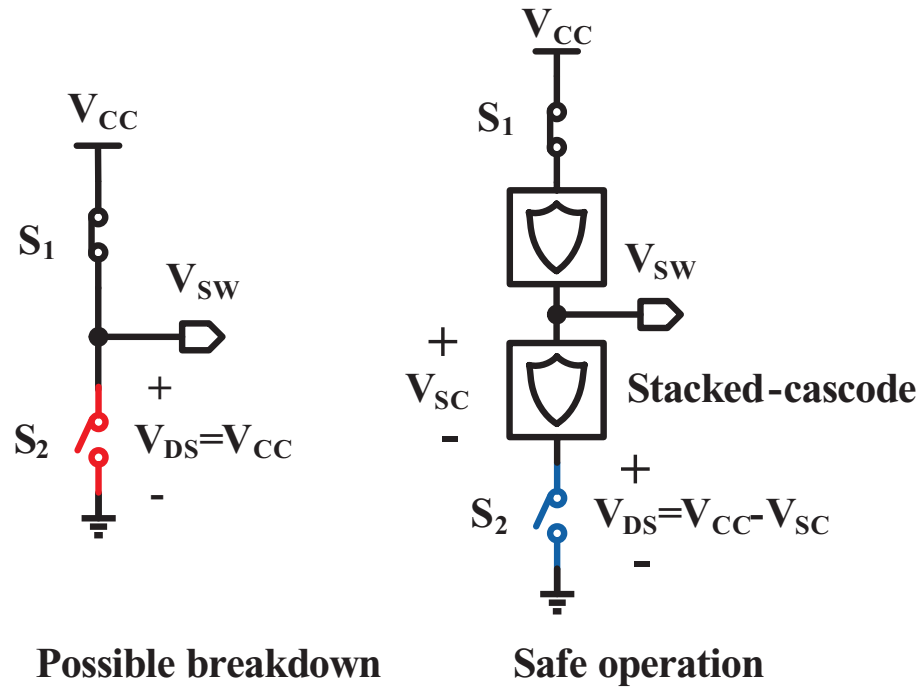 V_CC
S_1
V_SW
+
S_2
V_DS=V_CC
-
Possible breakdown
V_CC
S_1
V_SW
+
V_SC
-
Stacked-cascode
+
S_2
V_DS=V_CC-V_SC
-
Safe operation